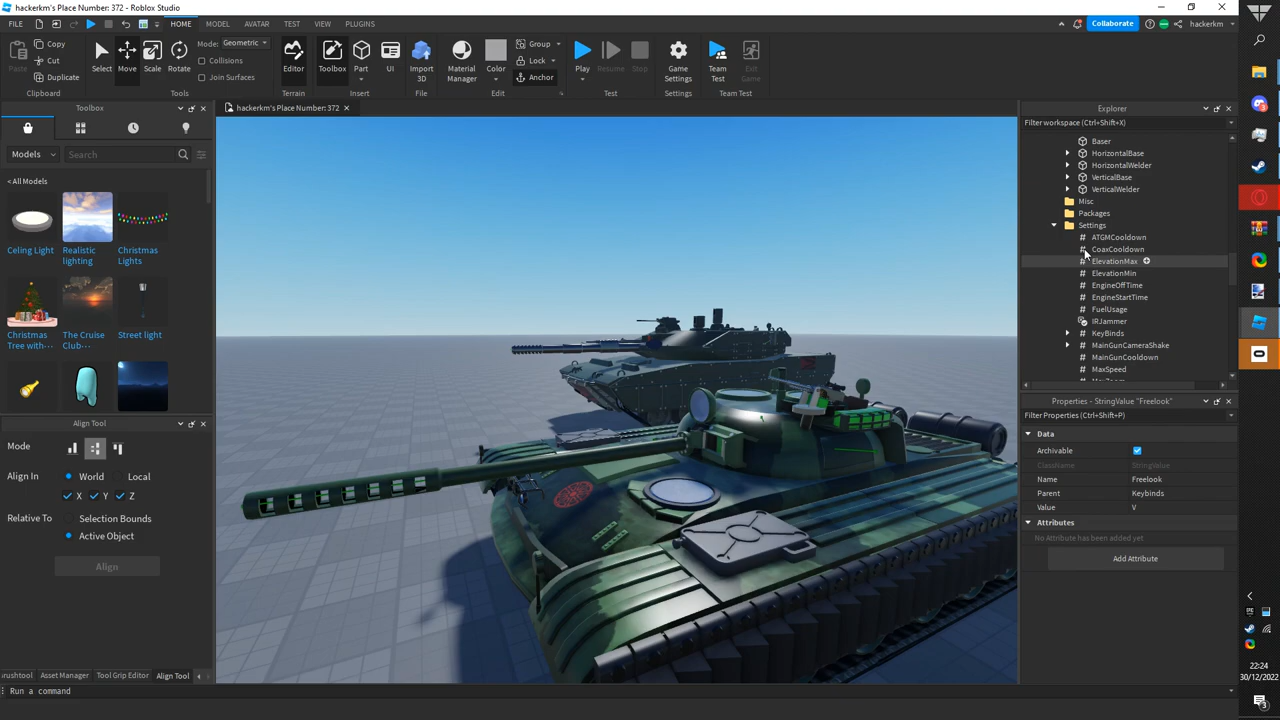 hackerkm's Place Number: 372 - Roblox Studio
FILE
HOME
MODEL
AVATAR
TEST
VIEW
PLUGINS
Collaborate
hackerkm
Paste
Copy
Cut
Duplicate
Clipboard
Select
Move
Scale
Rotate
Mode: Geometric
Collisions
Join Surfaces
Tools
Editor
Terrain
Toolbox
Part
UI
Insert
Import
3D
File
Material
Manager
Color
Group
Lock
Anchor
Edit
Play
Resume
Stop
Test
Game
Settings
Settings
Team
Test
Exit
Game
Team Test
Toolbox
Models
Search
< All Models
Celing Light
Realistic
lighting
Christmas
Lights
Christmas
Tree with···
The Cruise
Club-···
Street light
Align Tool
Mode
Align In
World
Local
X
Y
Z
Relative To
Selection Bounds
Active Object
Align
rushtool
Asset Manager
Tool Grip Editor
Align Tool
Run a command
hackerkm's Place Number: 372
Explorer
Filter workspace (Ctrl+Shift+X)
Baser
HorizontalBase
HorizontalWelder
VerticalBase
VerticalWelder
Misc
Packages
Settings
ATGMCooldown
CoaxCooldown
ElevationMax
ElevationMin
EngineOffTime
EngineStartTime
FuelUsage
IRJammer
KeyBinds
MainGunCameraShake
MainGunCooldown
MaxSpeed
Properties - StringValue "Freelook"
Filter Properties (Ctrl+Shift+P)
Data
Archivable
ClassName
StringValue
Name
Freelook
Parent
Keybinds
Value
V
Attributes
No Attribute has been added yet
Add Attribute
22:24
30/12/2022